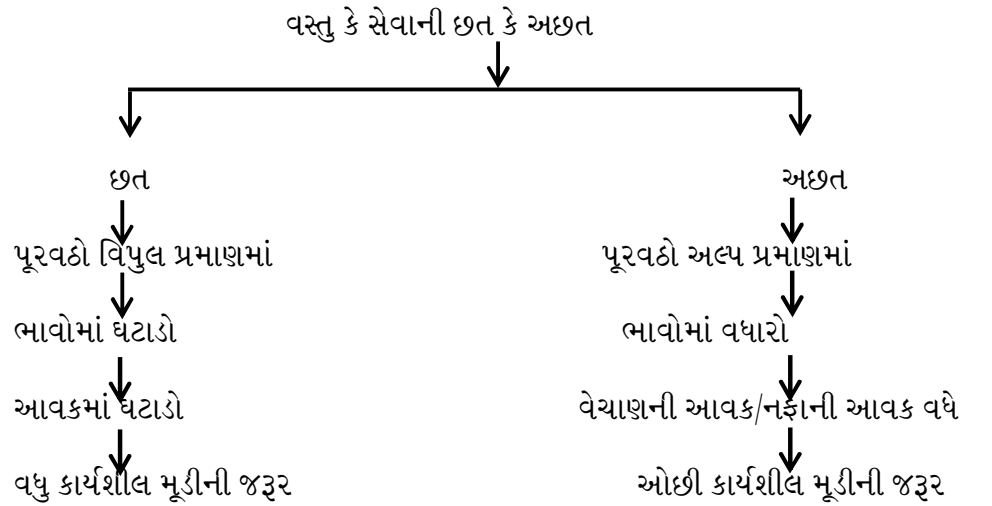 વસ્તુ કે સેવાની છત કે અછત
છત
અછત
પૂરવઠો વિપુલ પ્રમાણમાં
પૂરવઠો અલ્પ પ્રમાણમાં
ભાવોમાં ઘટાડો
ભાવોમાં વધારો
આવકમાં ઘટાડો
વેચાણની આવક/નફાની આવક વધે
વધુ કાર્યશીલ મૂડીની જરૂર
ઓછી કાર્યશીલ મૂડીની જરૂર